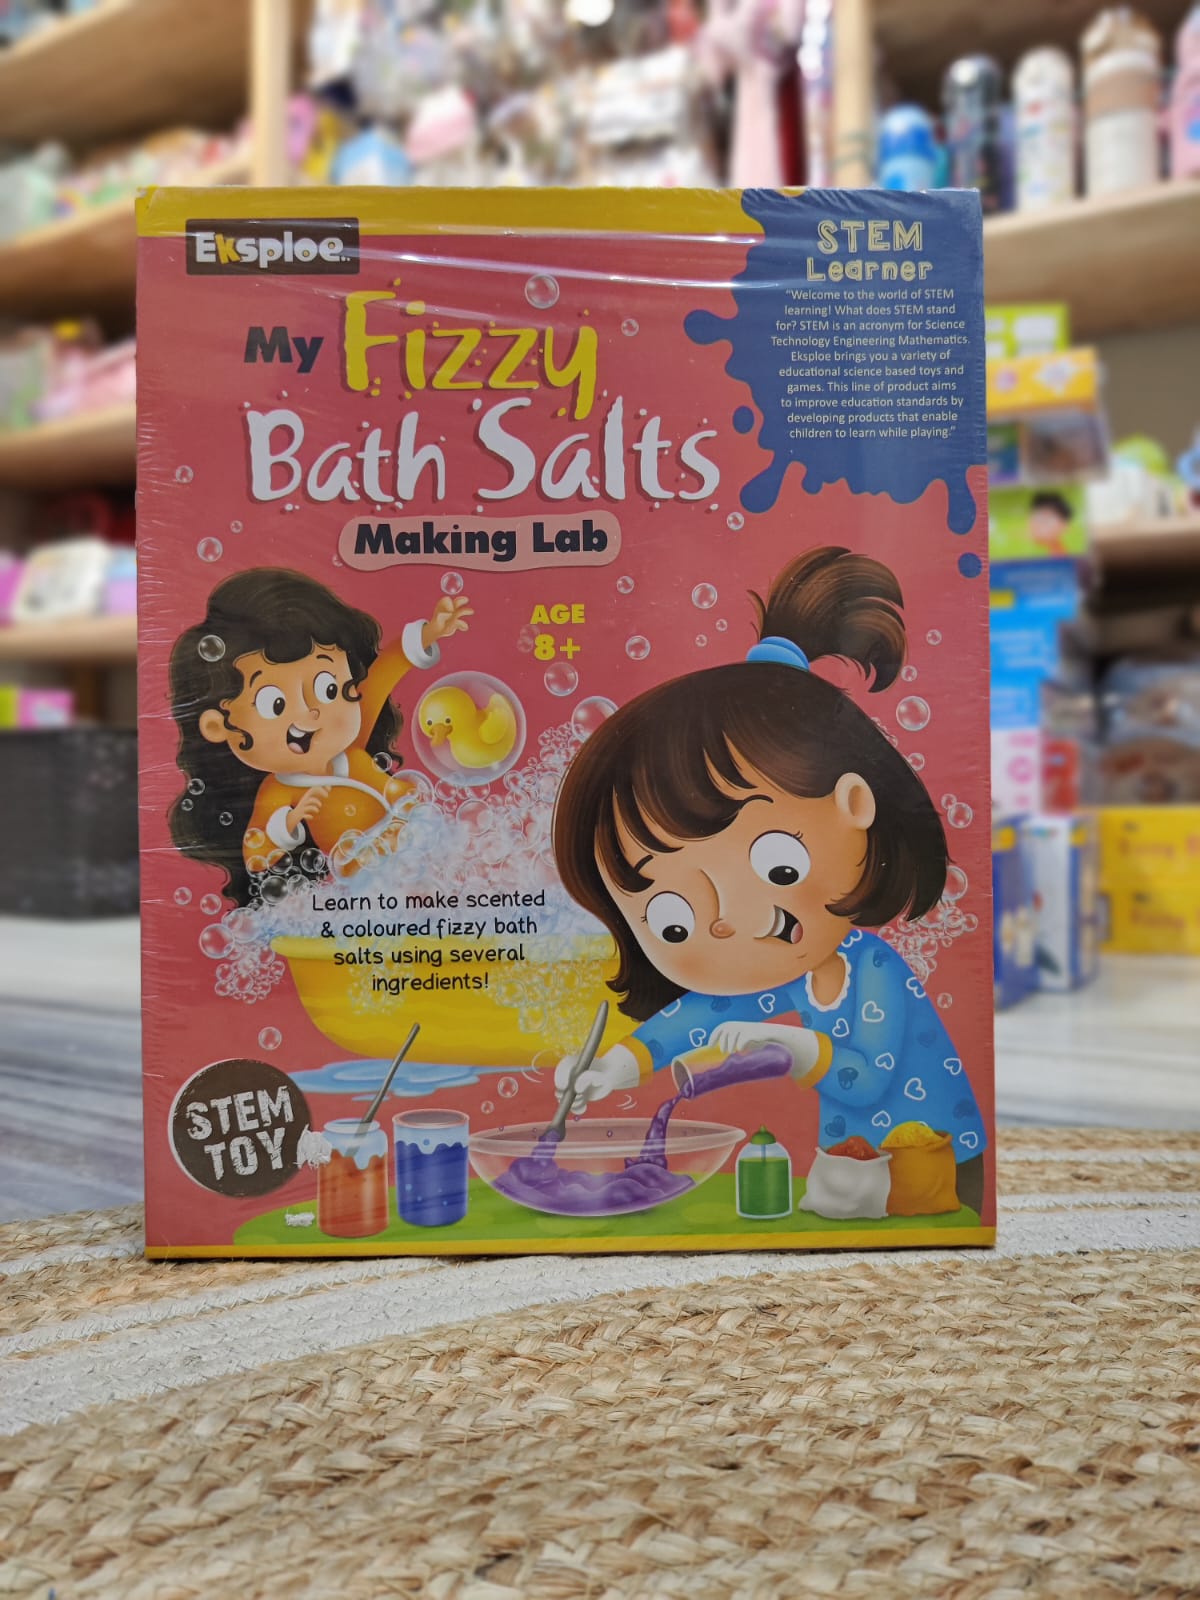 Eksploe
My Fizzy
Bath Salts
Making Lab
AGE
8+
STEM
Learner
"Welcome to the world of STEM
learning! What does STEM stand
for? STEM is an acronym for Science
Technology Engineering Mathematics.
Eksploe brings you a variety of
educational science based toys and
games. This line of product aims
to improve education standards by
developing products that enable
children to learn while playing."
Learn to make scented
& coloured fizzy bath
salts using several
ingredients!
STEM
TOY